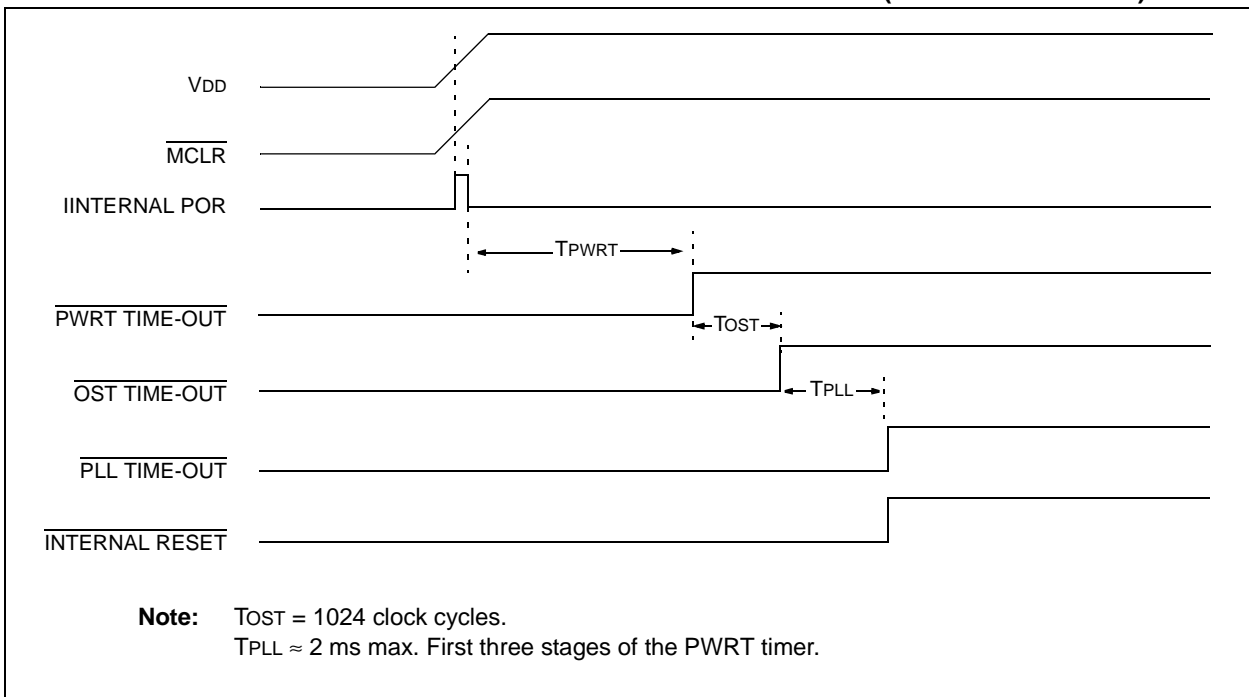 VDD
MCLR
IINTERNAL POR
TPWRT
PWRT TIME-OUT
TOST
OST TIME-OUT
TPLL
PLL TIME-OUT
INTERNAL RESET
Note: TOST = 1024 clock cycles.
TPLL ≈ 2 ms max. First three stages of the PWRT timer.